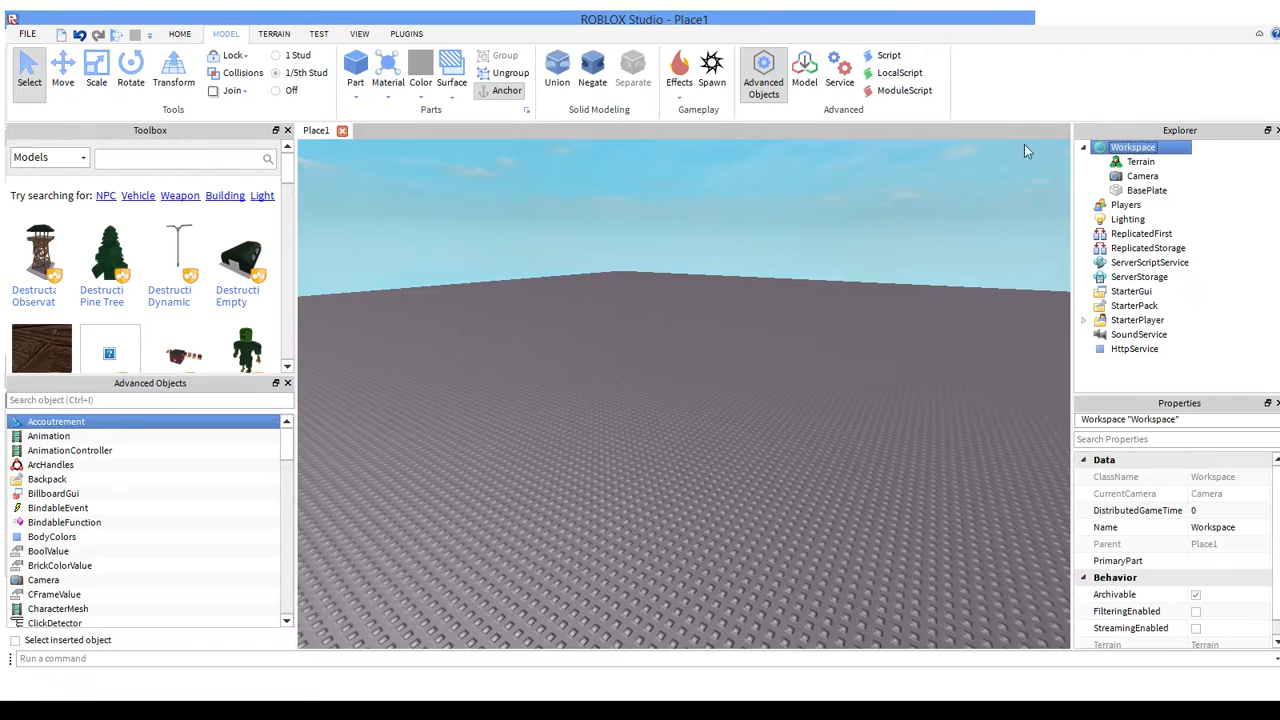 ROBLOX Studio - Place1
FILE HOME MODEL TERRAIN TEST VIEW PLUGINS
Select Move Scale Rotate Transform
Lock Collisions Join
1 Stud
1/5th Stud
Off
Tools
Part Material Color Surface
Group
Ungroup
Anchor
Parts
Union Negate Separate
Solid Modeling
Effects Spawn
Gameplay
Advanced Objects Model Service
Script
LocalScript
ModuleScript
Advanced
Toolbox
Models
Try searching for: NPC Vehicle Weapon Building Light
Destructi Destructi Destructi Destructi
Observat Pine Tree Dynamic Empty
Advanced Objects
Search object (Ctrl+I)
Accoutrement
Animation
AnimationController
ArcHandles
Backpack
BillboardGui
BindableEvent
BindableFunction
BodyColors
BoolValue
BrickColorValue
Camera
CFrameValue
CharacterMesh
ClickDetector
Select inserted object
Run a command
Place1
Explorer
Workspace
Terrain
Camera
BasePlate
Players
Lighting
ReplicatedFirst
ReplicatedStorage
ServerScriptService
ServerStorage
StarterGui
StarterPack
StarterPlayer
SoundService
HttpService
Properties
Workspace "Workspace"
Search Properties
Data
ClassName Workspace
CurrentCamera Camera
DistributedGameTime 0
Name Workspace
Parent Place1
PrimaryPart
Behavior
Archivable
FilteringEnabled
StreamingEnabled
Terrain Terrain